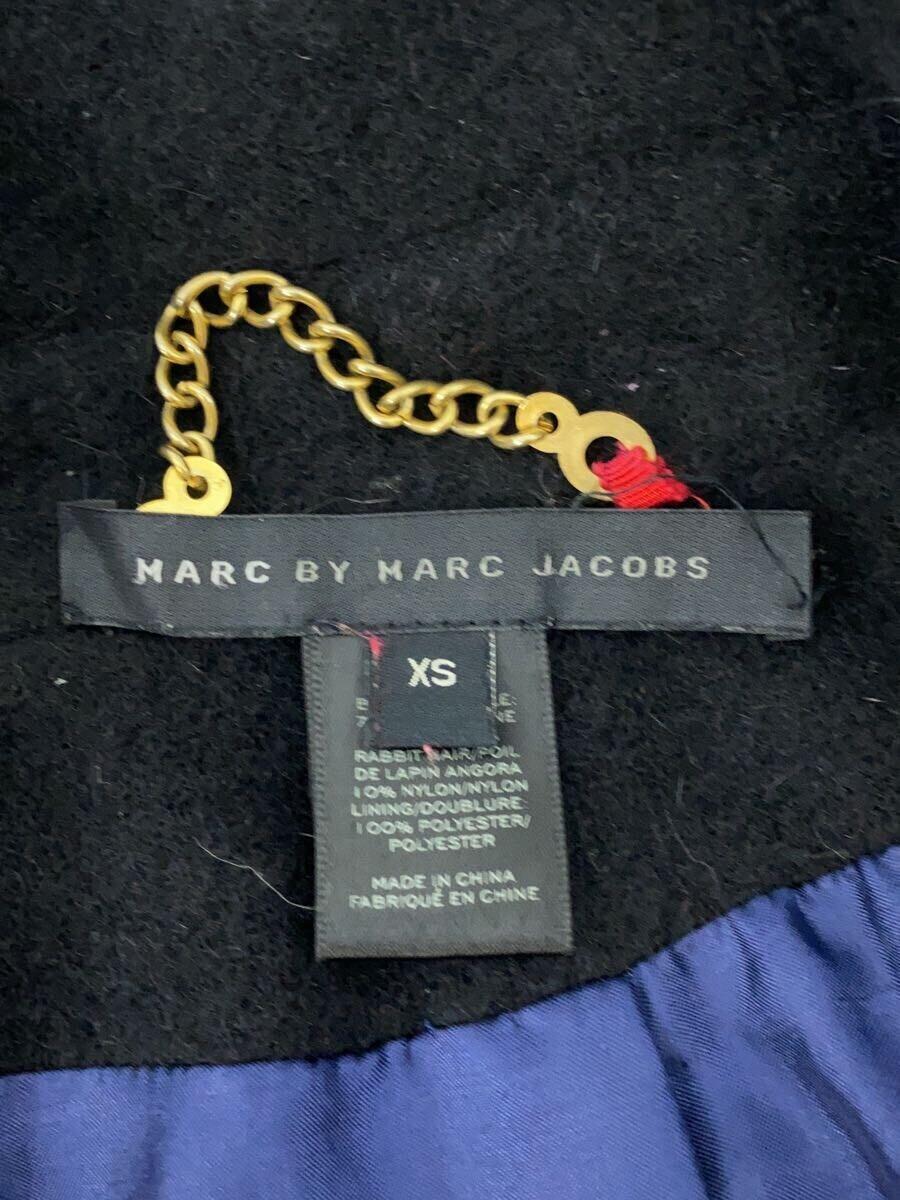 MARC BY MARC JACOBS
XS
RABBIT HAIR/POIL
DE LAPIN ANGORA
10% NYLON/NYLON
LINING/DOUBLURE:
100% POLYESTER/
POLYESTER
MADE IN CHINA
FABRIQUÉ EN CHINE